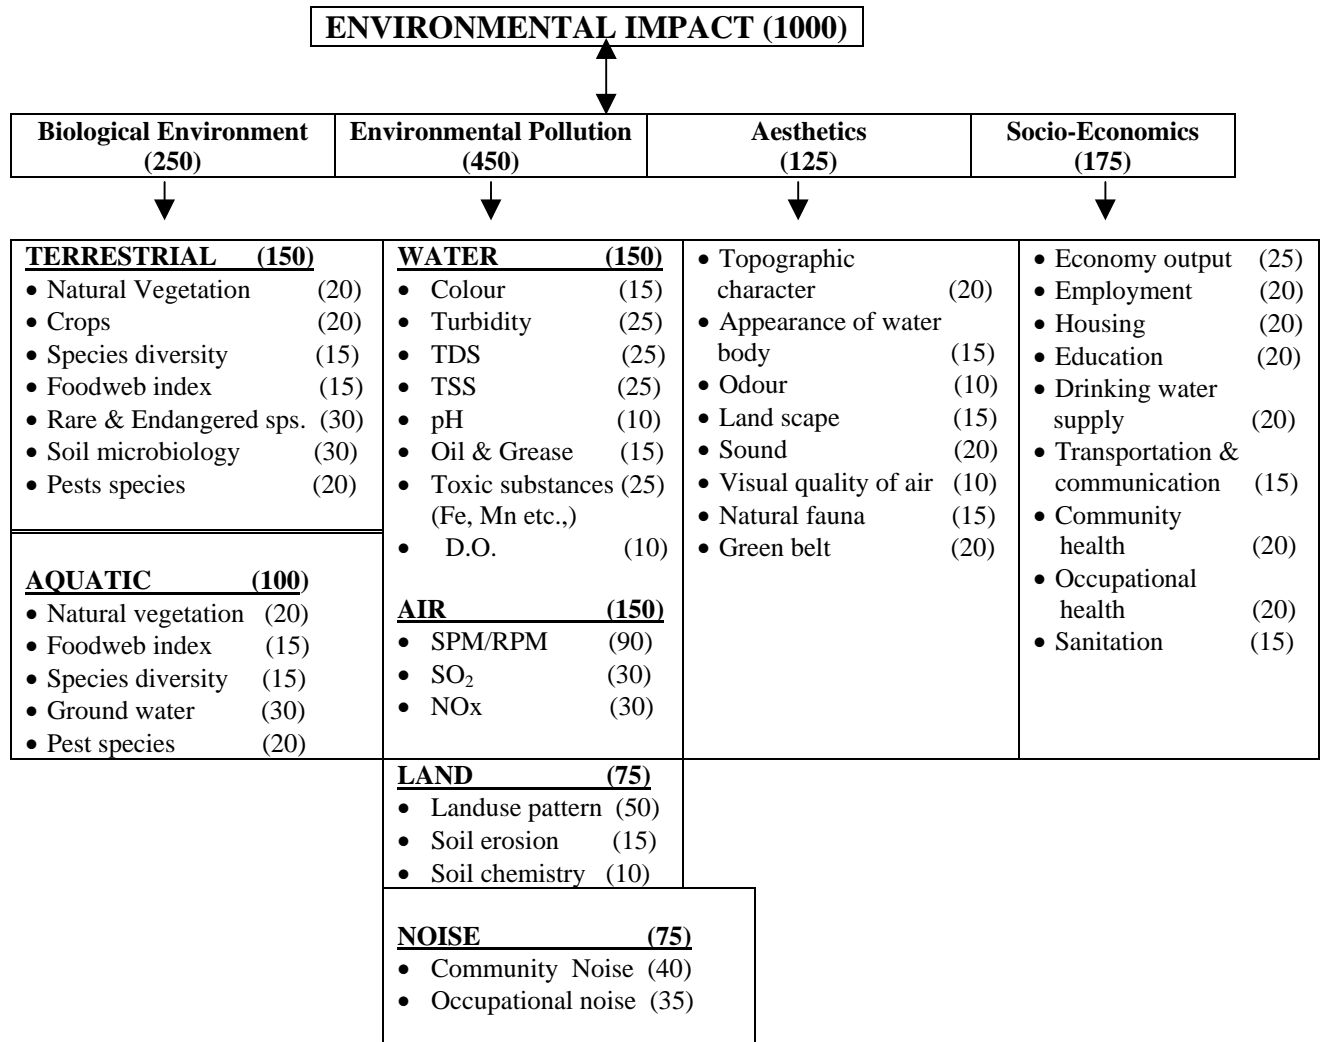 ENVIRONMENTAL IMPACT (1000)
Biological Environment
(250)
Environmental Pollution
(450)
Aesthetics
(125)
Socio-Economics
(175)
TERRESTRIAL (150)
• Natural Vegetation (20)
• Crops (20)
• Species diversity (15)
• Foodweb index (15)
• Rare & Endangered sps. (30)
• Soil microbiology (30)
• Pests species (20)
AQUATIC (100)
• Natural vegetation (20)
• Foodweb index (15)
• Species diversity (15)
• Ground water (30)
• Pest species (20)
WATER (150)
• Colour (15)
• Turbidity (25)
• TDS (25)
• TSS (25)
• pH (10)
• Oil & Grease (15)
• Toxic substances (25)
(Fe, Mn etc.,)
• D.O. (10)
AIR (150)
• SPM/RPM (90)
• SO₂ (30)
• NOx (30)
LAND (75)
• Landuse pattern (50)
• Soil erosion (15)
• Soil chemistry (10)
NOISE (75)
• Community Noise (40)
• Occupational noise (35)
• Topographic
character (20)
• Appearance of water
body (15)
• Odour (10)
• Land scape (15)
• Sound (20)
• Visual quality of air (10)
• Natural fauna (15)
• Green belt (20)
• Economy output (25)
• Employment (20)
• Housing (20)
• Education (20)
• Drinking water
supply (20)
• Transportation &
communication (15)
• Community
health (20)
• Occupational
health (20)
• Sanitation (15)